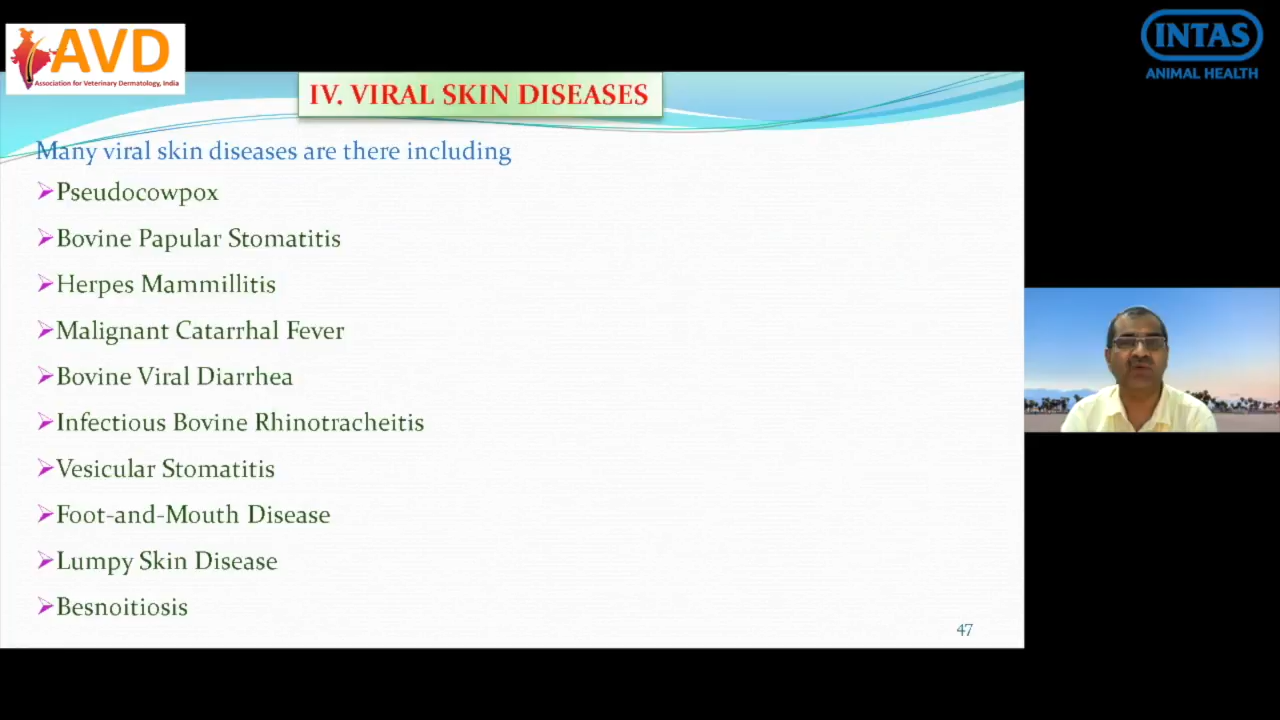 AVD
Association for Veterinary Dermatology, India
INTAS
ANIMAL HEALTH
IV. VIRAL SKIN DISEASES
Many viral skin diseases are there including
➢Pseudocowpox
➢Bovine Papular Stomatitis
➢Herpes Mammillitis
➢Malignant Catarrhal Fever
➢Bovine Viral Diarrhea
➢Infectious Bovine Rhinotracheitis
➢Vesicular Stomatitis
➢Foot-and-Mouth Disease
➢Lumpy Skin Disease
➢Besnoitiosis
47